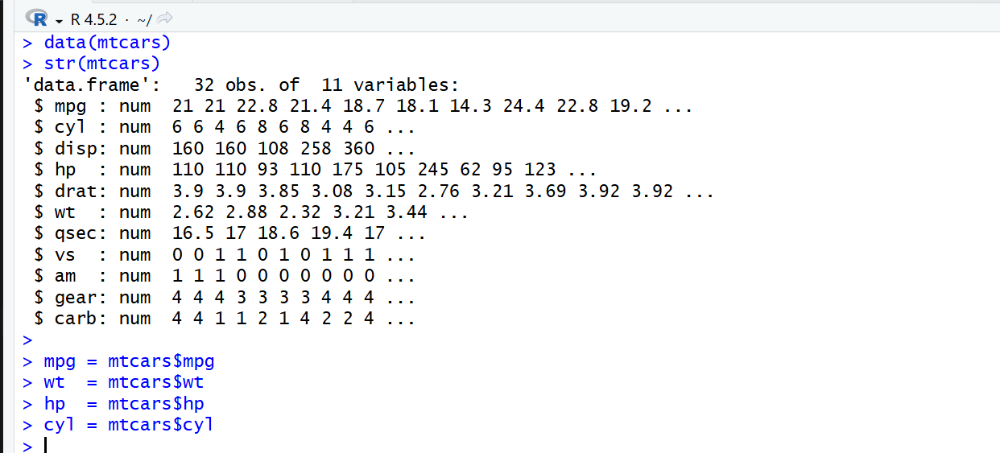 R R 4.5.2 · ~/
> data(mtcars)
> str(mtcars)
'data.frame':   32 obs. of  11 variables:
 $ mpg : num  21 21 22.8 21.4 18.7 18.1 14.3 24.4 22.8 19.2 ...
 $ cyl : num  6 6 4 6 8 6 8 4 4 6 ...
 $ disp: num  160 160 108 258 360 ...
 $ hp  : num  110 110 93 110 175 105 245 62 95 123 ...
 $ drat: num  3.9 3.9 3.85 3.08 3.15 2.76 3.21 3.69 3.92 3.92 ...
 $ wt  : num  2.62 2.88 2.32 3.21 3.44 ...
 $ qsec: num  16.5 17 18.6 19.4 17 ...
 $ vs  : num  0 0 1 1 0 1 0 1 1 1 ...
 $ am  : num  1 1 1 0 0 0 0 0 0 0 ...
 $ gear: num  4 4 4 3 3 3 3 4 4 4 ...
 $ carb: num  4 4 1 1 2 1 4 2 2 4 ...
>
> mpg = mtcars$mpg
> wt  = mtcars$wt
> hp  = mtcars$hp
> cyl = mtcars$cyl
>